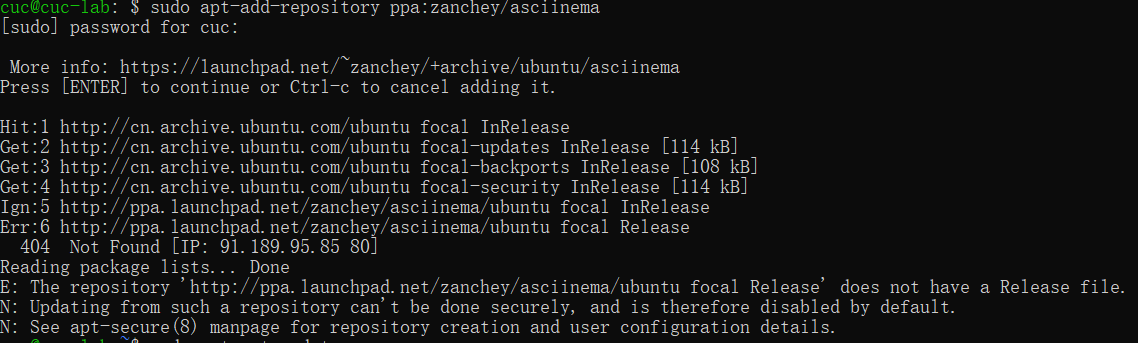 cuc@cuc-lab: $ sudo apt-add-repository ppa:zanchey/asciinema
[sudo] password for cuc:
More info: https://launchpad.net/~zanchey/+archive/ubuntu/asciinema
Press [ENTER] to continue or Ctrl-c to cancel adding it.
Hit:1 http://cn.archive.ubuntu.com/ubuntu focal InRelease
Get:2 http://cn.archive.ubuntu.com/ubuntu focal-updates InRelease [114 kB]
Get:3 http://cn.archive.ubuntu.com/ubuntu focal-backports InRelease [108 kB]
Get:4 http://cn.archive.ubuntu.com/ubuntu focal-security InRelease [114 kB]
Ign:5 http://ppa.launchpad.net/zanchey/asciinema/ubuntu focal InRelease
Err:6 http://ppa.launchpad.net/zanchey/asciinema/ubuntu focal Release
404  Not Found [IP: 91.189.95.85 80]
Reading package lists... Done
E: The repository 'http://ppa.launchpad.net/zanchey/asciinema/ubuntu focal Release' does not have a Release file.
N: Updating from such a repository can't be done securely, and is therefore disabled by default.
N: See apt-secure(8) manpage for repository creation and user configuration details.